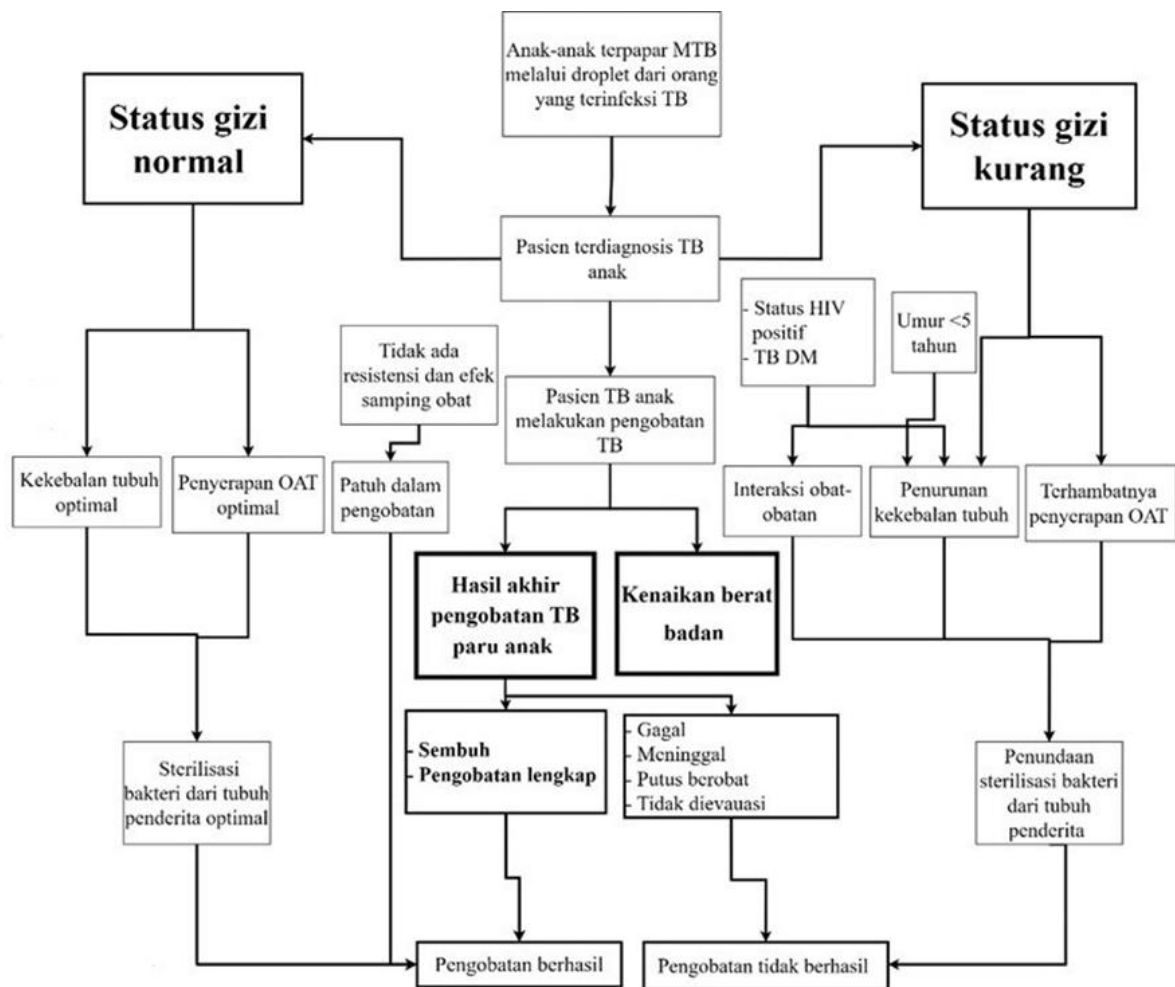 Anak-anak terpapar MTB
melalui droplet dari orang
yang terinfeksi TB
Status gizi
normal
Status gizi
kurang
Pasien terdiagnosis TB
anak
- Status HIV
positif
- TB DM
Umur <5
tahun
Tidak ada
resistensi dan efek
samping obat
Pasien TB anak
melakukan pengobatan
TB
Kekebalan tubuh
optimal
Penyerapan OAT
optimal
Patuh dalam
pengobatan
Interaksi obat-
obatan
Penurunan
kekebalan tubuh
Terhambatnya
penyerapan OAT
Hasil akhir
pengobatan TB
paru anak
Kenaikan berat
badan
- Sembuh
- Pengobatan lengkap
- Gagal
- Meninggal
- Putus berobat
- Tidak dievauasi
Sterilisasi
bakteri dari tubuh
penderita optimal
Penundaan
sterilisasi bakteri
dari tubuh
penderita
Pengobatan berhasil
Pengobatan tidak berhasil